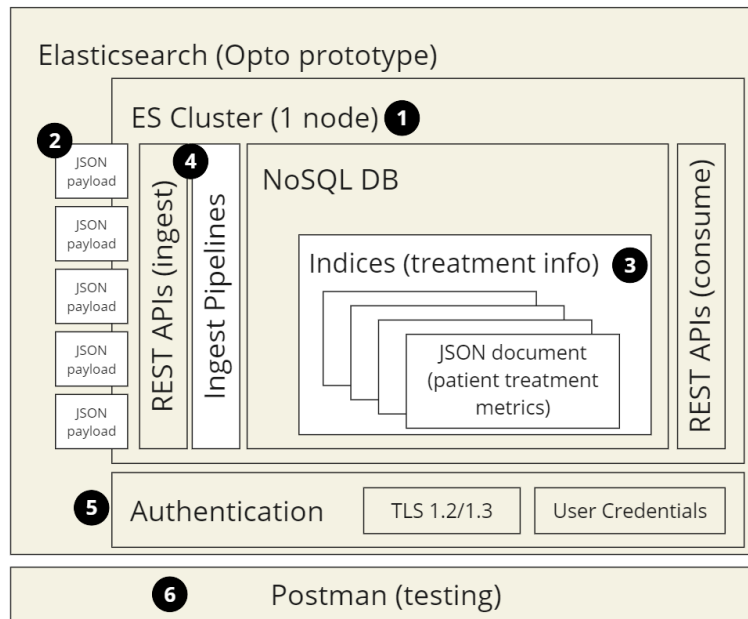 Elasticsearch (Opto prototype)
ES Cluster (1 node)
1
2
JSON
payload
JSON
payload
JSON
payload
JSON
payload
JSON
payload
REST APIs (ingest)
4
Ingest Pipelines
NoSQL DB
Indices (treatment info)
3
JSON document
(patient treatment
metrics)
REST APIs (consume)
5
Authentication
TLS 1.2/1.3
User Credentials
6
Postman (testing)